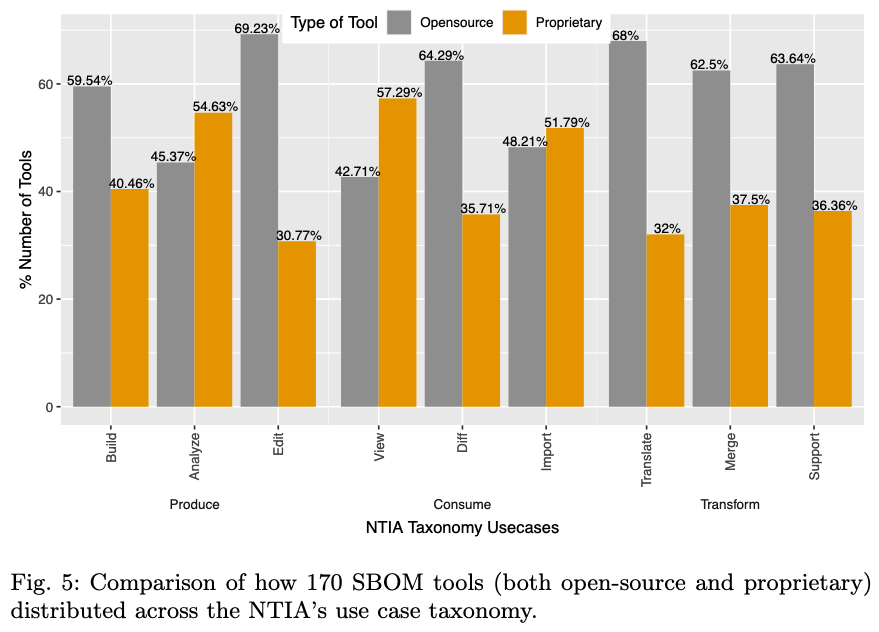 Type of Tool Opensource Proprietary
% Number of Tools
60
40
20
0
59.54%
40.46%
45.37%
54.63%
69.23%
30.77%
42.71%
57.29%
64.29%
35.71%
48.21%
51.79%
68%
32%
62.5%
37.5%
63.64%
36.36%
Build
Analyze
Edit
View
Diff
Import
Translate
Merge
Support
Produce
Consume
Transform
NTIA Taxonomy Usecases
Fig. 5: Comparison of how 170 SBOM tools (both open-source and proprietary)
distributed across the NTIA's use case taxonomy.